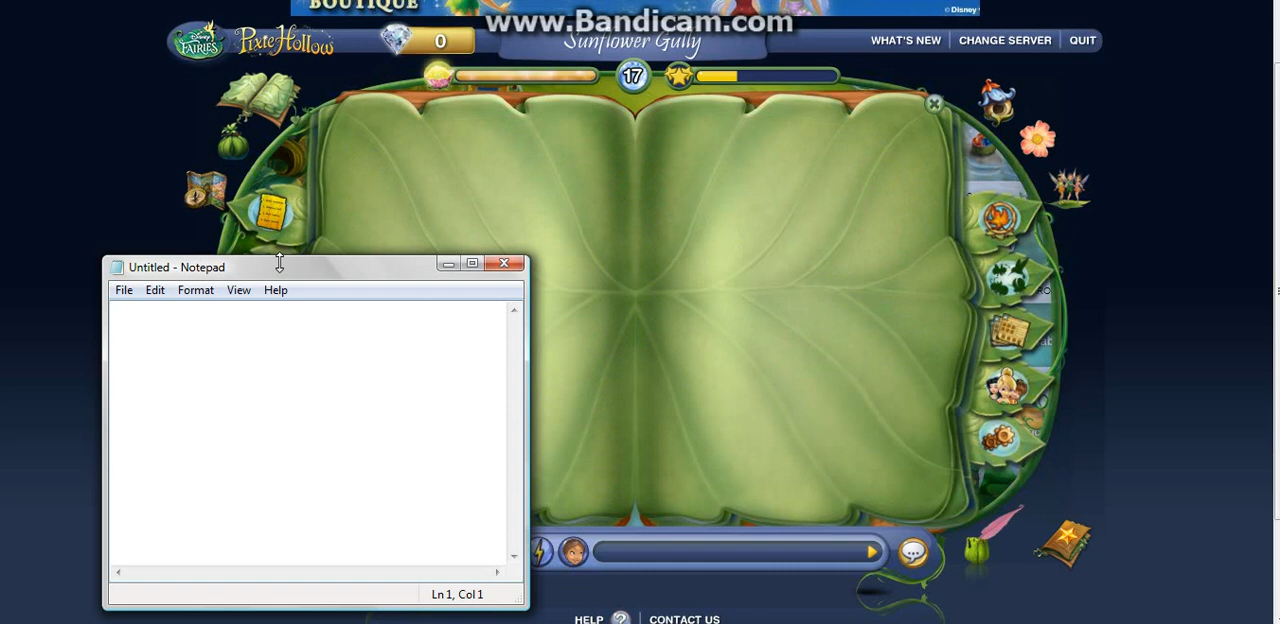 BOUTIQUE
© Disney
www.Bandicam.com
Disney
FAIRIES
Pixie Hollow
0
Sunflower Gully
WHAT'S NEW
CHANGE SERVER
QUIT
17
Untitled - Notepad
File
Edit
Format
View
Help
Ln 1, Col 1
HELP ?
CONTACT US